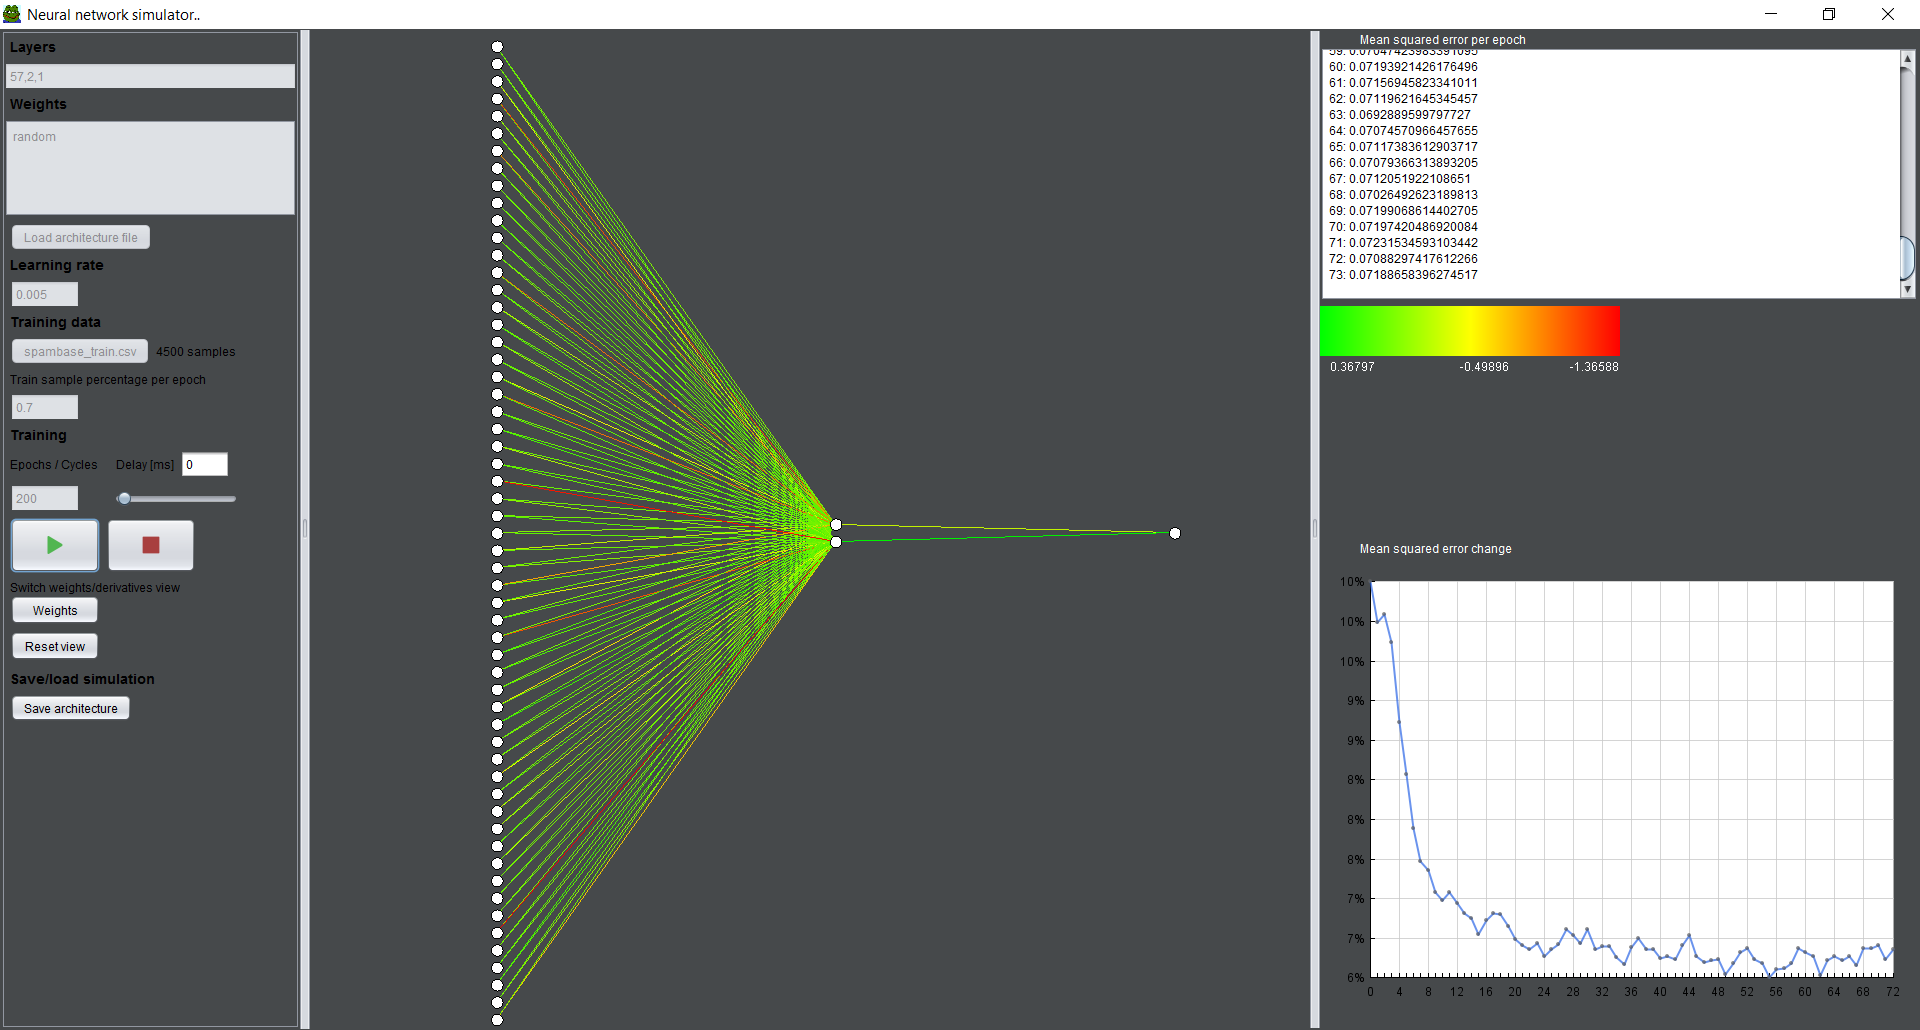 Neural network simulator..
Layers
57,2,1
Weights
random
Load architecture file
Learning rate
0.005
Training data
spambase_train.csv 4500 samples
Train sample percentage per epoch
0.7
Training
Epochs / Cycles Delay [ms] 0
200
Switch weights/derivatives view
Weights
Reset view
Save/load simulation
Save architecture
Mean squared error per epoch
59: 0.07047423983391095
60: 0.07193921426176496
61: 0.07156945823341011
62: 0.07119621645345457
63: 0.0692889599797727
64: 0.07074570966457655
65: 0.07117383612903717
66: 0.07079366313893205
67: 0.0712051922108651
68: 0.07026492623189813
69: 0.07199068614402705
70: 0.07197420486920084
71: 0.07231534593103442
72: 0.07088297417612266
73: 0.07188658396274517
0.36797 -0.49896 -1.36588
Mean squared error change
10%
10%
10%
9%
9%
8%
8%
8%
7%
7%
6%
0 4 8 12 16 20 24 28 32 36 40 44 48 52 56 60 64 68 72